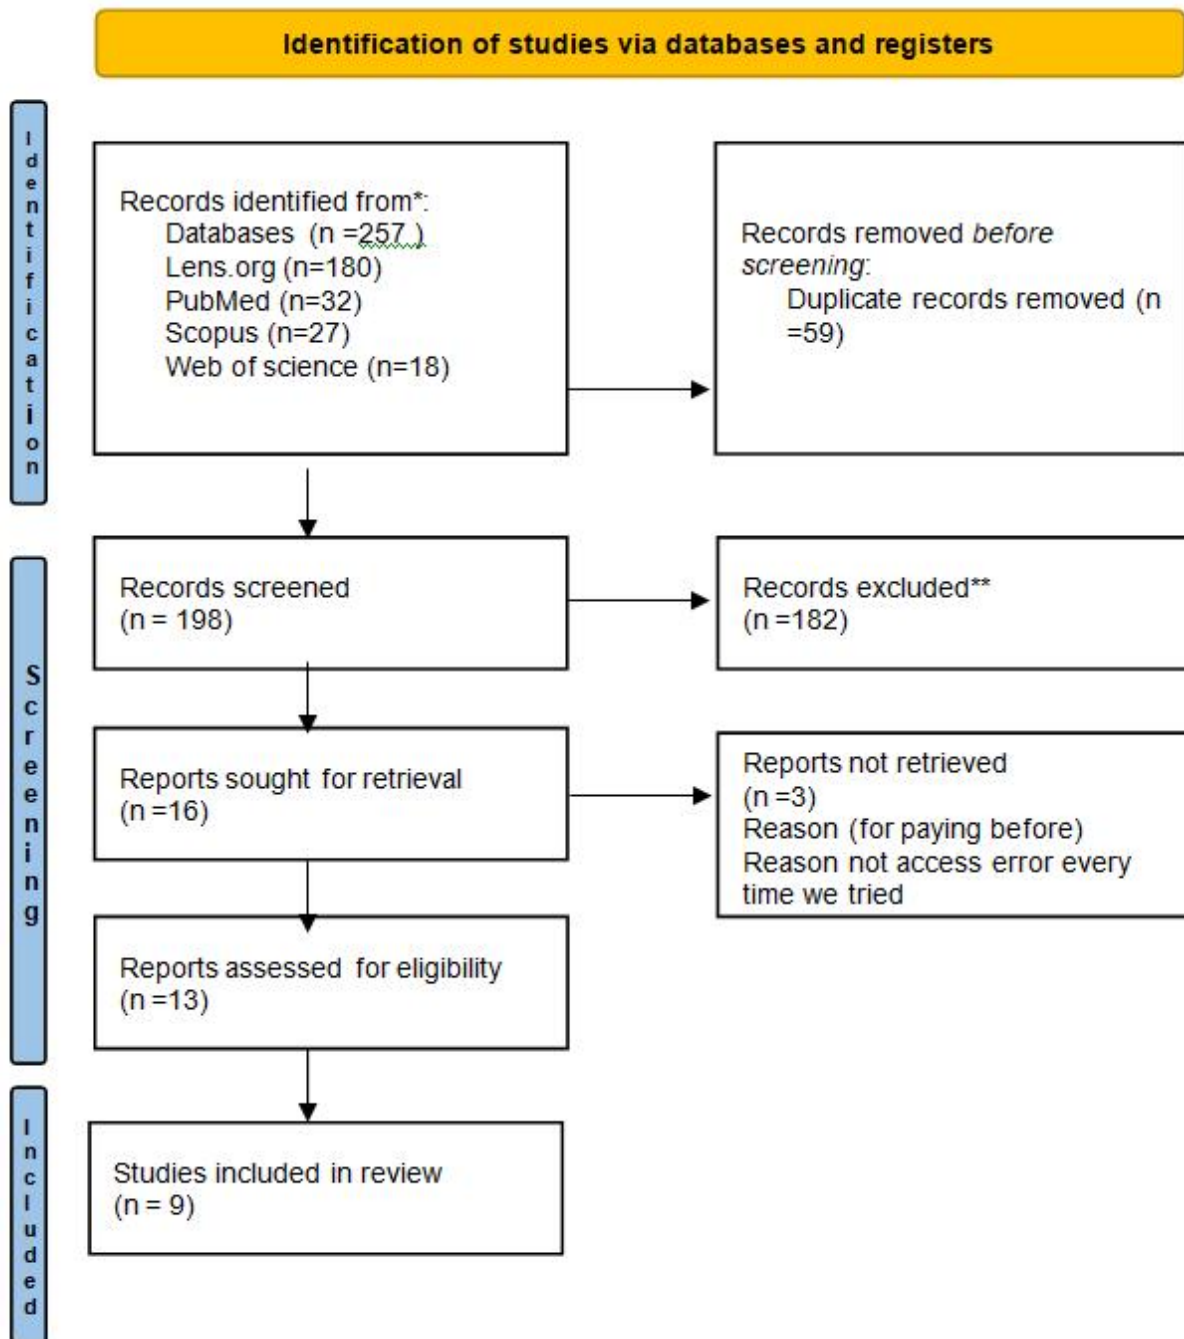 Identification of studies via databases and registers
Identification
Records identified from*:
Databases (n =257 )
Lens.org (n=180)
PubMed (n=32)
Scopus (n=27)
Web of science (n=18)
Records removed before
screening:
Duplicate records removed (n
=59)
Screening
Records screened
(n = 198)
Records excluded**
(n =182)
Reports sought for retrieval
(n =16)
Reports not retrieved
(n =3)
Reason (for paying before)
Reason not access error every
time we tried
Reports assessed for eligibility
(n =13)
Included
Studies included in review
(n = 9)